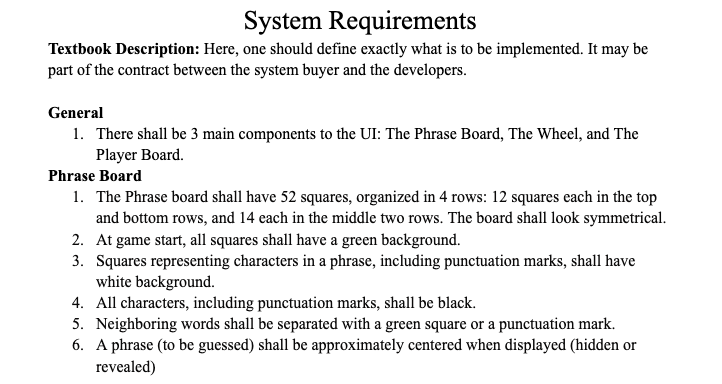 System Requirements
Textbook Description: Here, one should define exactly what is to be implemented. It may be
part of the contract between the system buyer and the developers.
General
1. There shall be 3 main components to the UI: The Phrase Board, The Wheel, and The
Player Board.
Phrase Board
1. The Phrase board shall have 52 squares, organized in 4 rows: 12 squares each in the top
and bottom rows, and 14 each in the middle two rows. The board shall look symmetrical.
2. At game start, all squares shall have a green background.
3. Squares representing characters in a phrase, including punctuation marks, shall have
white background.
4. All characters, including punctuation marks, shall be black.
5. Neighboring words shall be separated with a green square or a punctuation mark.
6. A phrase (to be guessed) shall be approximately centered when displayed (hidden or
revealed)